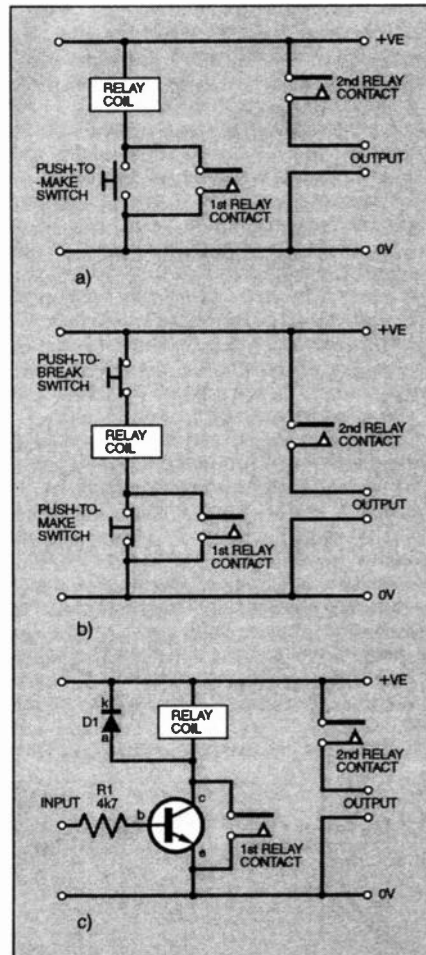 +VE
RELAY
COIL
2nd RELAY
CONTACT
PUSH-TO
-MAKE
SWITCH
OUTPUT
1st RELAY
CONTACT
0V
a)
+VE
PUSH-TO-
BREAK
SWITCH
RELAY
COIL
2nd RELAY
CONTACT
PUSH-TO-
MAKE
SWITCH
OUTPUT
1st RELAY
CONTACT
0V
b)
+VE
k
D1
a
RELAY
COIL
2nd RELAY
CONTACT
R1
4k7
INPUT
b
c
e
OUTPUT
1st RELAY
CONTACT
0V
c)